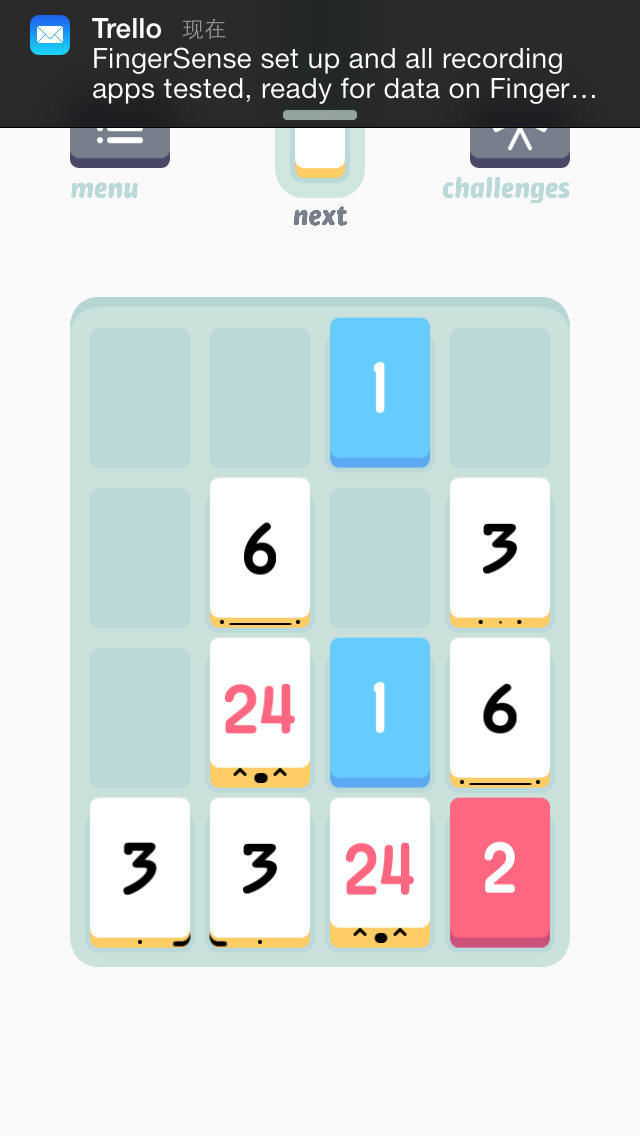 Trello 现在
FingerSense set up and all recording
apps tested, ready for data on Finger…
menu
next
challenges
1
6
3
24
1
6
3
3
24
2